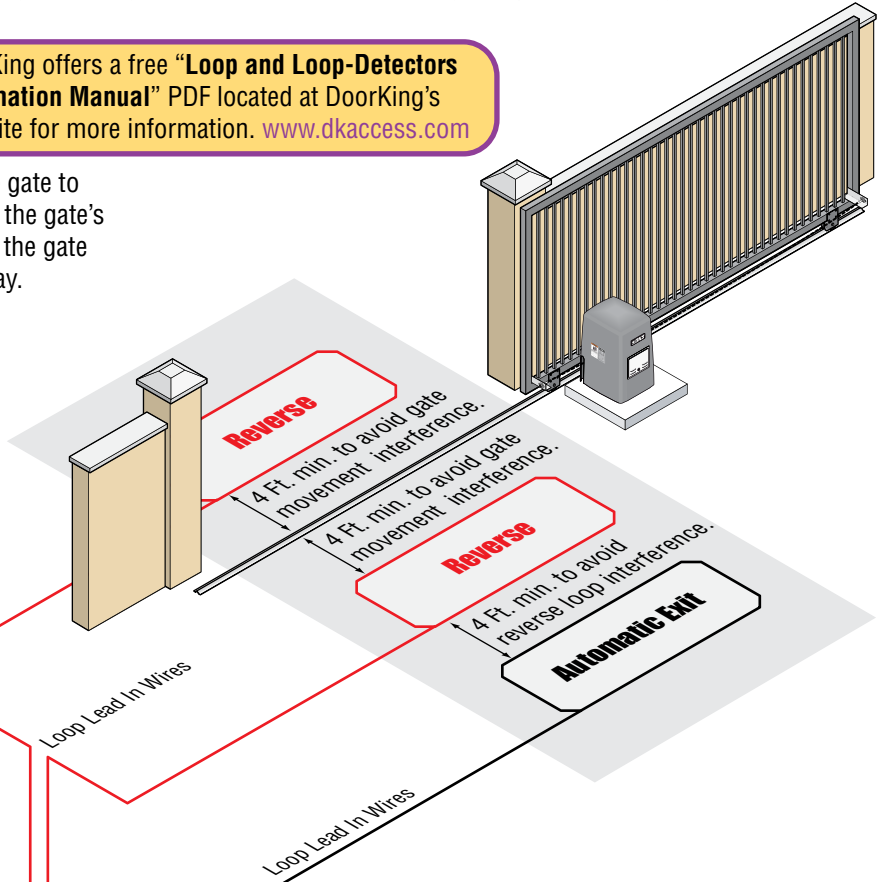 King offers a free “Loop and Loop-Detectors
mation Manual” PDF located at DoorKing’s
ite for more information. www.dkaccess.com
gate to
the gate’s
the gate
ay.
Reverse
4 Ft. min. to avoid gate
movement interference.
4 Ft. min. to avoid gate
movement interference.
Reverse
4 Ft. min. to avoid
reverse loop interference.
Automatic Exit
Loop Lead In Wires
Loop Lead In Wires